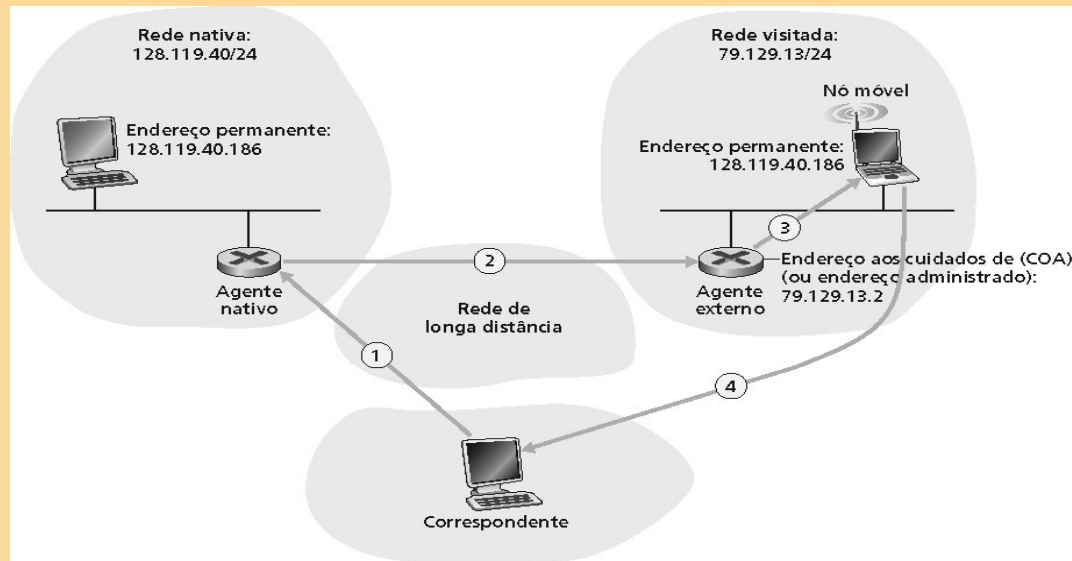 Rede nativa:
128.119.40/24
Endereço permanente:
128.119.40.186
Agente
nativo
Rede visitada:
79.129.13/24
Nó móvel
Endereço permanente:
128.119.40.186
3
Endereço aos cuidados de (COA)
(ou endereço administrado):
79.129.13.2
Agente
externo
2
Rede de
longa distância
1
4
Correspondente